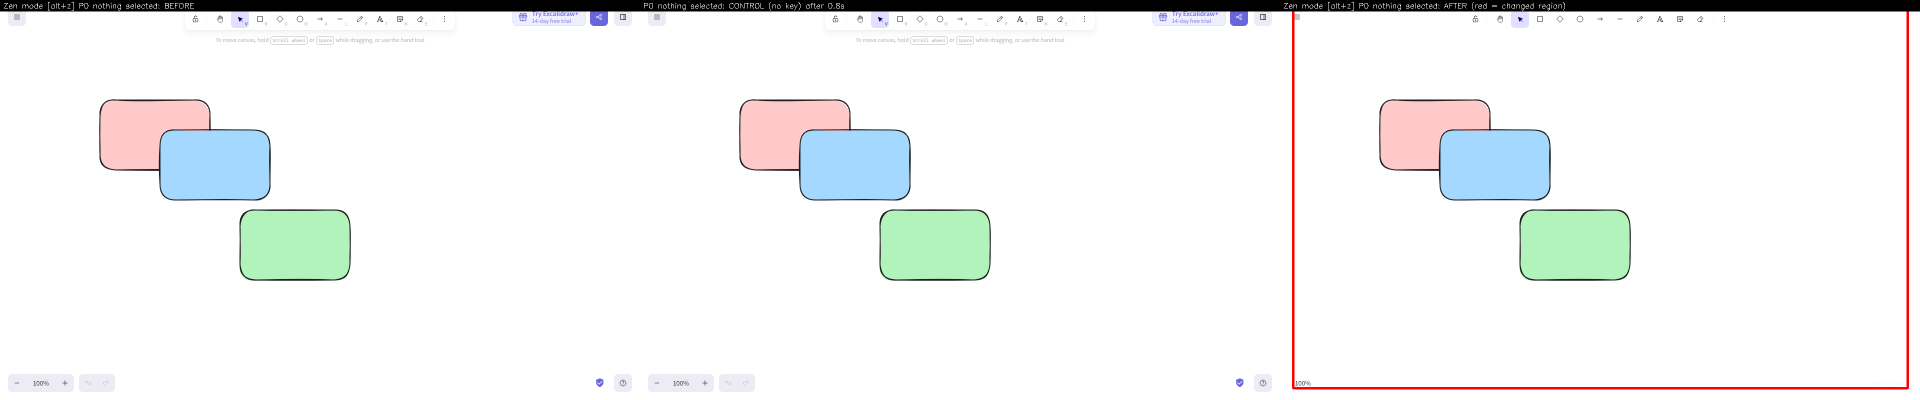 Zen mode [alt+z] P0 nothing selected: BEFORE
P0 nothing selected: CONTROL (no key) after 0.8s
Zen mode [alt+z] P0 nothing selected: AFTER (red = changed region)
Try Excalidraw+
14-day free trial
Try Excalidraw+
14-day free trial
To move canvas, hold Scroll wheel or Space while dragging, or use the hand tool
To move canvas, hold Scroll wheel or Space while dragging, or use the hand tool
100%
100%
100%